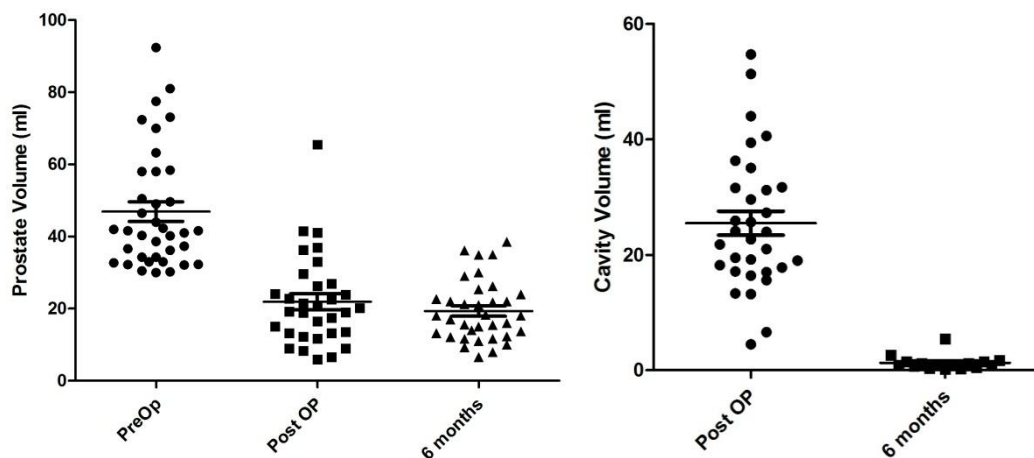 Prostate Volume (ml)
100
80
60
40
20
0
PreOp
Post OP
6 months
Cavity Volume (ml)
60
40
20
0
Post OP
6 months